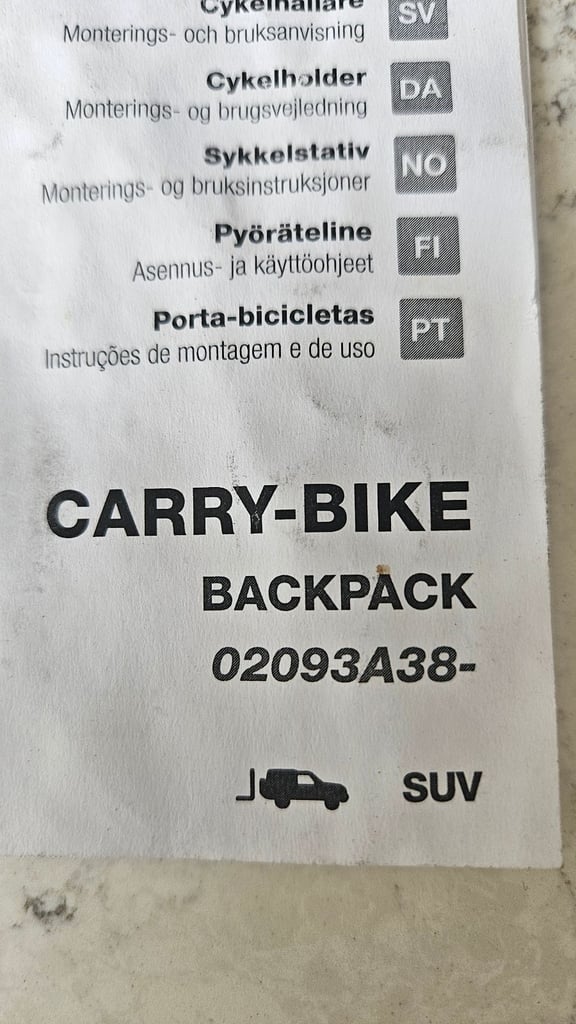 Cykelhållare SV
Monterings- och bruksanvisning
Cykelholder DA
Monterings- og brugsvejledning
Sykkelstativ NO
Monterings- og bruksinstruksjoner
Pyöräteline FI
Asennus- ja käyttöohjeet
Porta-bicicletas PT
Instruções de montagem e de uso
CARRY-BIKE
BACKPACK
02093A38-
SUV